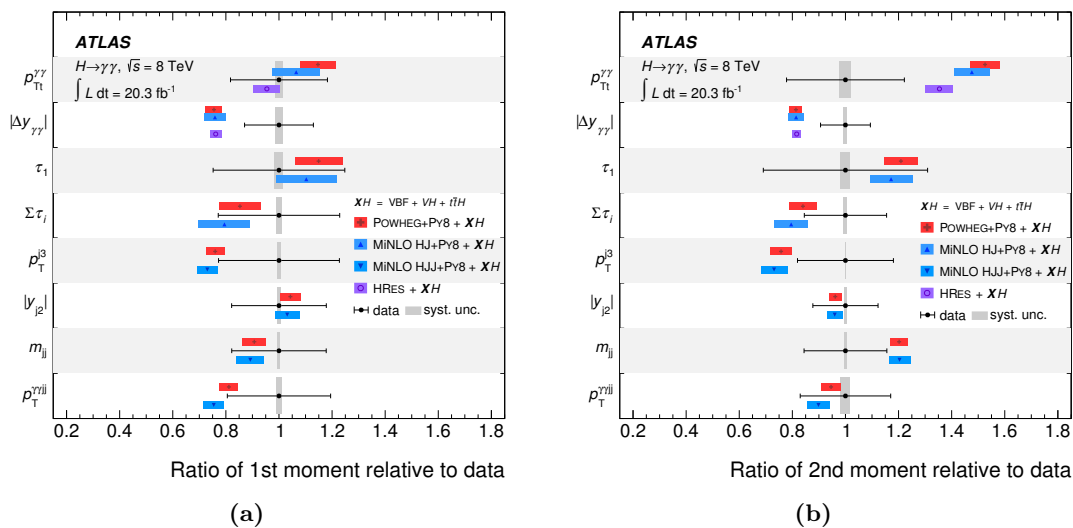 ATLAS
H→γγ, √s = 8 TeV
∫ L dt = 20.3 fb⁻¹
p_Tt^γγ
|Δy_γγ|
τ₁
Στᵢ
p_T^j3
|y_j2|
m_jj
p_T^γγjj
XH = VBF + VH + tt̄H
POWHEG+PY8 + XH
MiNLO HJ+PY8 + XH
MiNLO HJJ+PY8 + XH
HRES + XH
data syst. unc.
0.2 0.4 0.6 0.8 1 1.2 1.4 1.6 1.8
Ratio of 1st moment relative to data
(a)
ATLAS
H→γγ, √s = 8 TeV
∫ L dt = 20.3 fb⁻¹
p_Tt^γγ
|Δy_γγ|
τ₁
Στᵢ
p_T^j3
|y_j2|
m_jj
p_T^γγjj
XH = VBF + VH + tt̄H
POWHEG+PY8 + XH
MiNLO HJ+PY8 + XH
MiNLO HJJ+PY8 + XH
HRES + XH
data syst. unc.
0.2 0.4 0.6 0.8 1 1.2 1.4 1.6 1.8
Ratio of 2nd moment relative to data
(b)